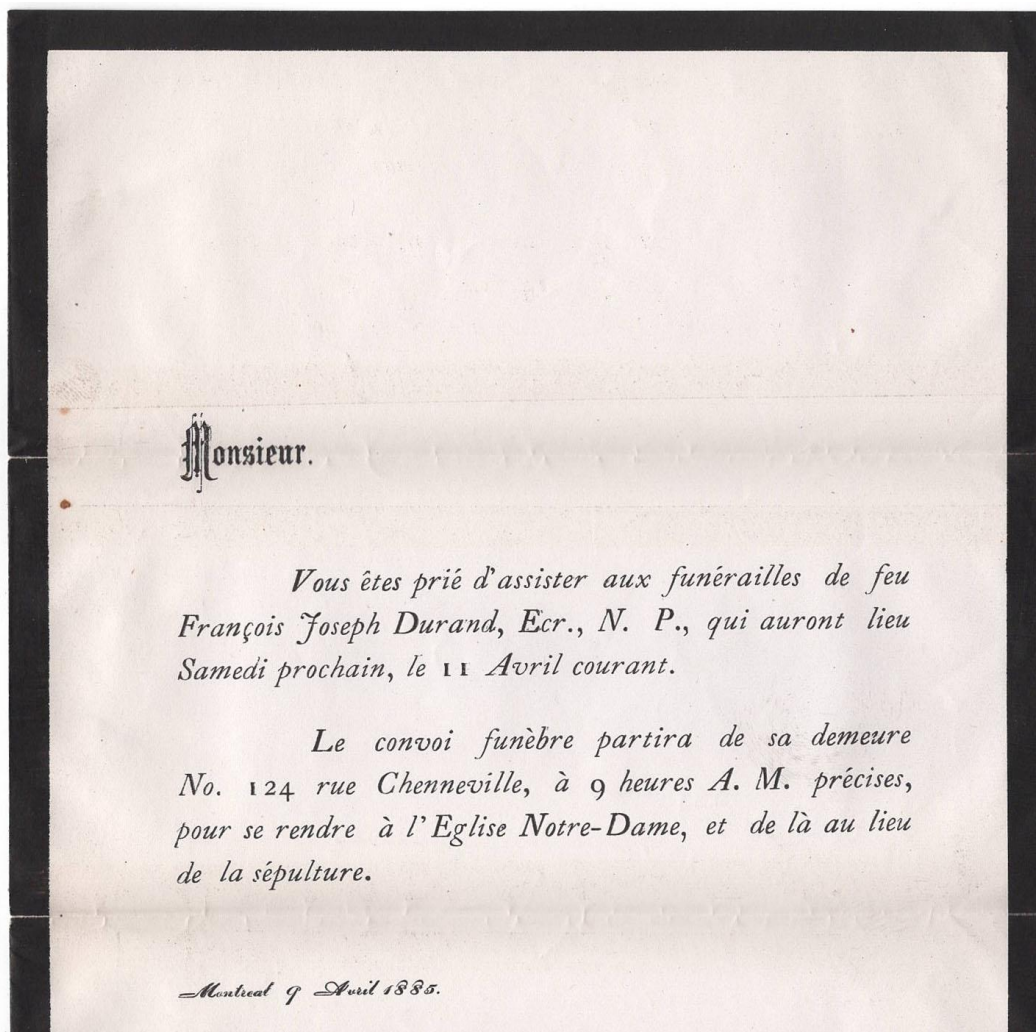 Monsieur.
Vous êtes prié d'assister aux funérailles de feu
François Joseph Durand, Ecr., N. P., qui auront lieu
Samedi prochain, le 11 Avril courant.
Le convoi funèbre partira de sa demeure
No. 124 rue Chenneville, à 9 heures A. M. précises,
pour se rendre à l'Eglise Notre-Dame, et de là au lieu
de la sépulture.
Montreal 9 Avril 1885.